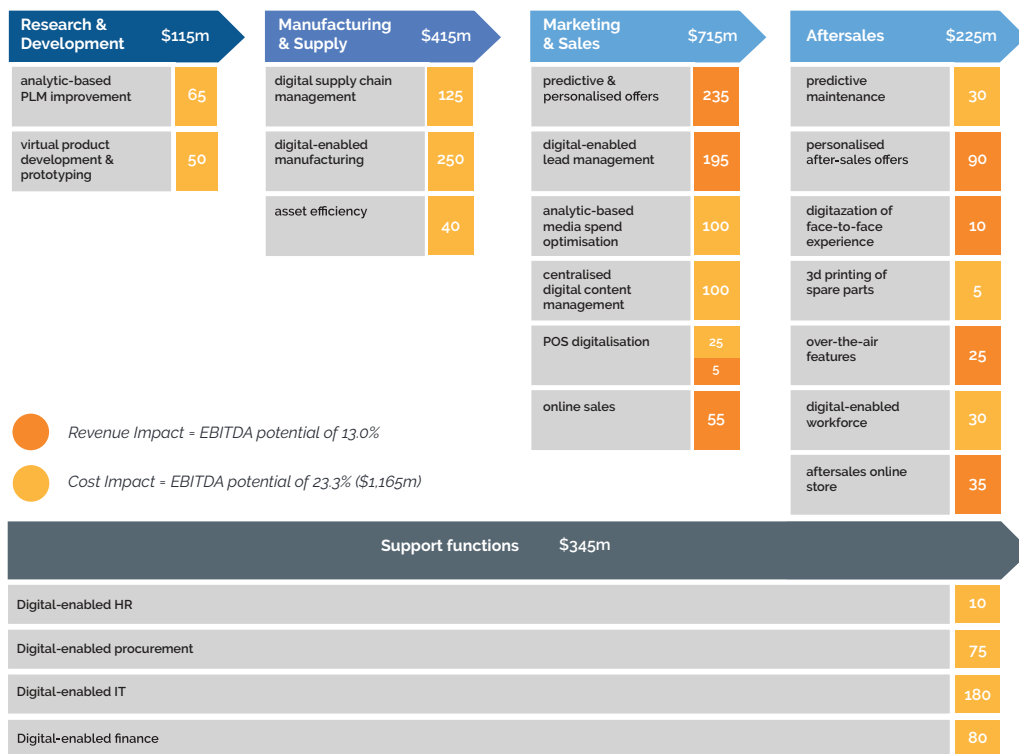 Research &
Development
$115m
analytic-based
PLM improvement
65
virtual product
development &
prototyping
50
Manufacturing
& Supply
$415m
digital supply chain
management
125
digital-enabled
manufacturing
250
asset efficiency
40
Marketing
& Sales
$715m
predictive &
personalised offers
235
digital-enabled
lead management
195
analytic-based
media spend
optimisation
100
centralised
digital content
management
100
POS digitalisation
25
5
online sales
55
Aftersales
$225m
predictive
maintenance
30
personalised
after-sales offers
90
digitazation of
face-to-face
experience
10
3d printing of
spare parts
5
over-the-air
features
25
digital-enabled
workforce
30
aftersales online
store
35
Revenue Impact = EBITDA potential of 13.0%
Cost Impact = EBITDA potential of 23.3% ($1,165m)
Support functions $345m
Digital-enabled HR
10
Digital-enabled procurement
75
Digital-enabled IT
180
Digital-enabled finance
80